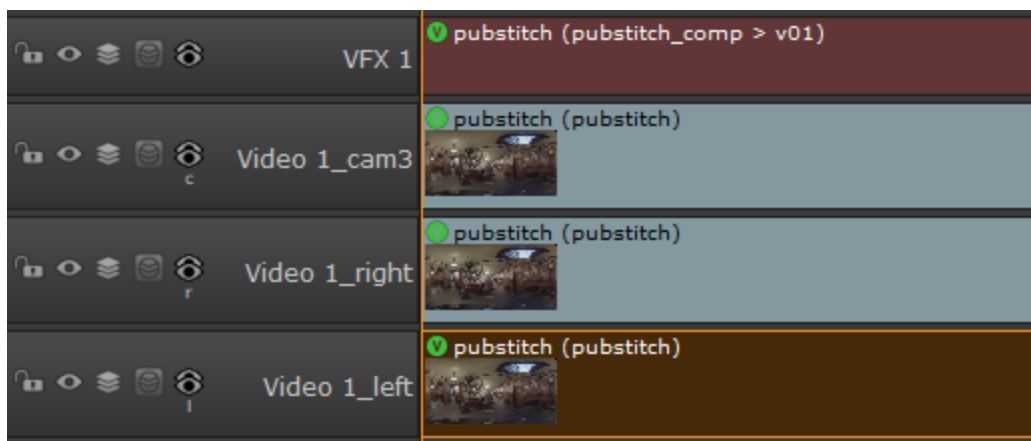 VFX 1
V pubstitch (pubstitch_comp > v01)
Video 1_cam3
c
V pubstitch (pubstitch)
Video 1_right
r
V pubstitch (pubstitch)
Video 1_left
l
V pubstitch (pubstitch)